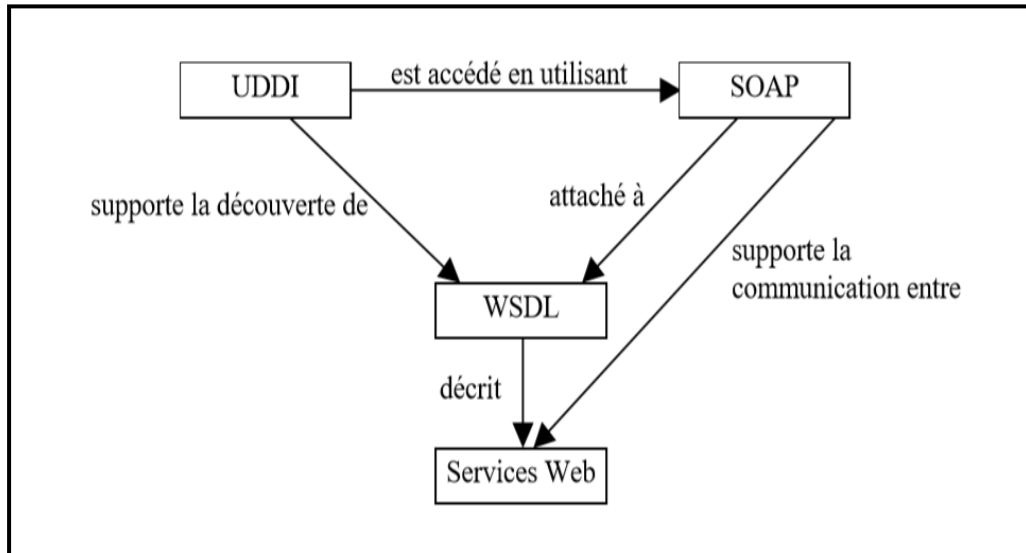 UDDI
est accédé en utilisant
SOAP
supporte la découverte de
attaché à
supporte la
communication entre
WSDL
décrit
Services Web